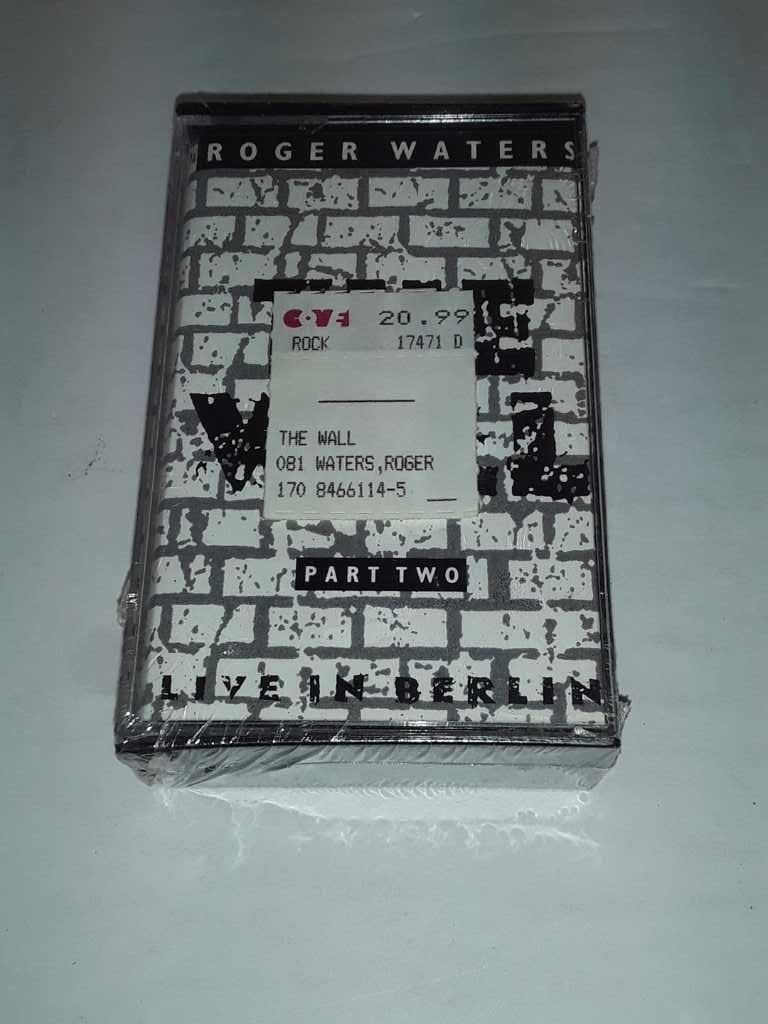 ROGER WATERS
20.99
ROCK 17471 D
THE WALL
081 WATERS,ROGER
170 8466114-5
PART TWO
LIVE IN BERLIN